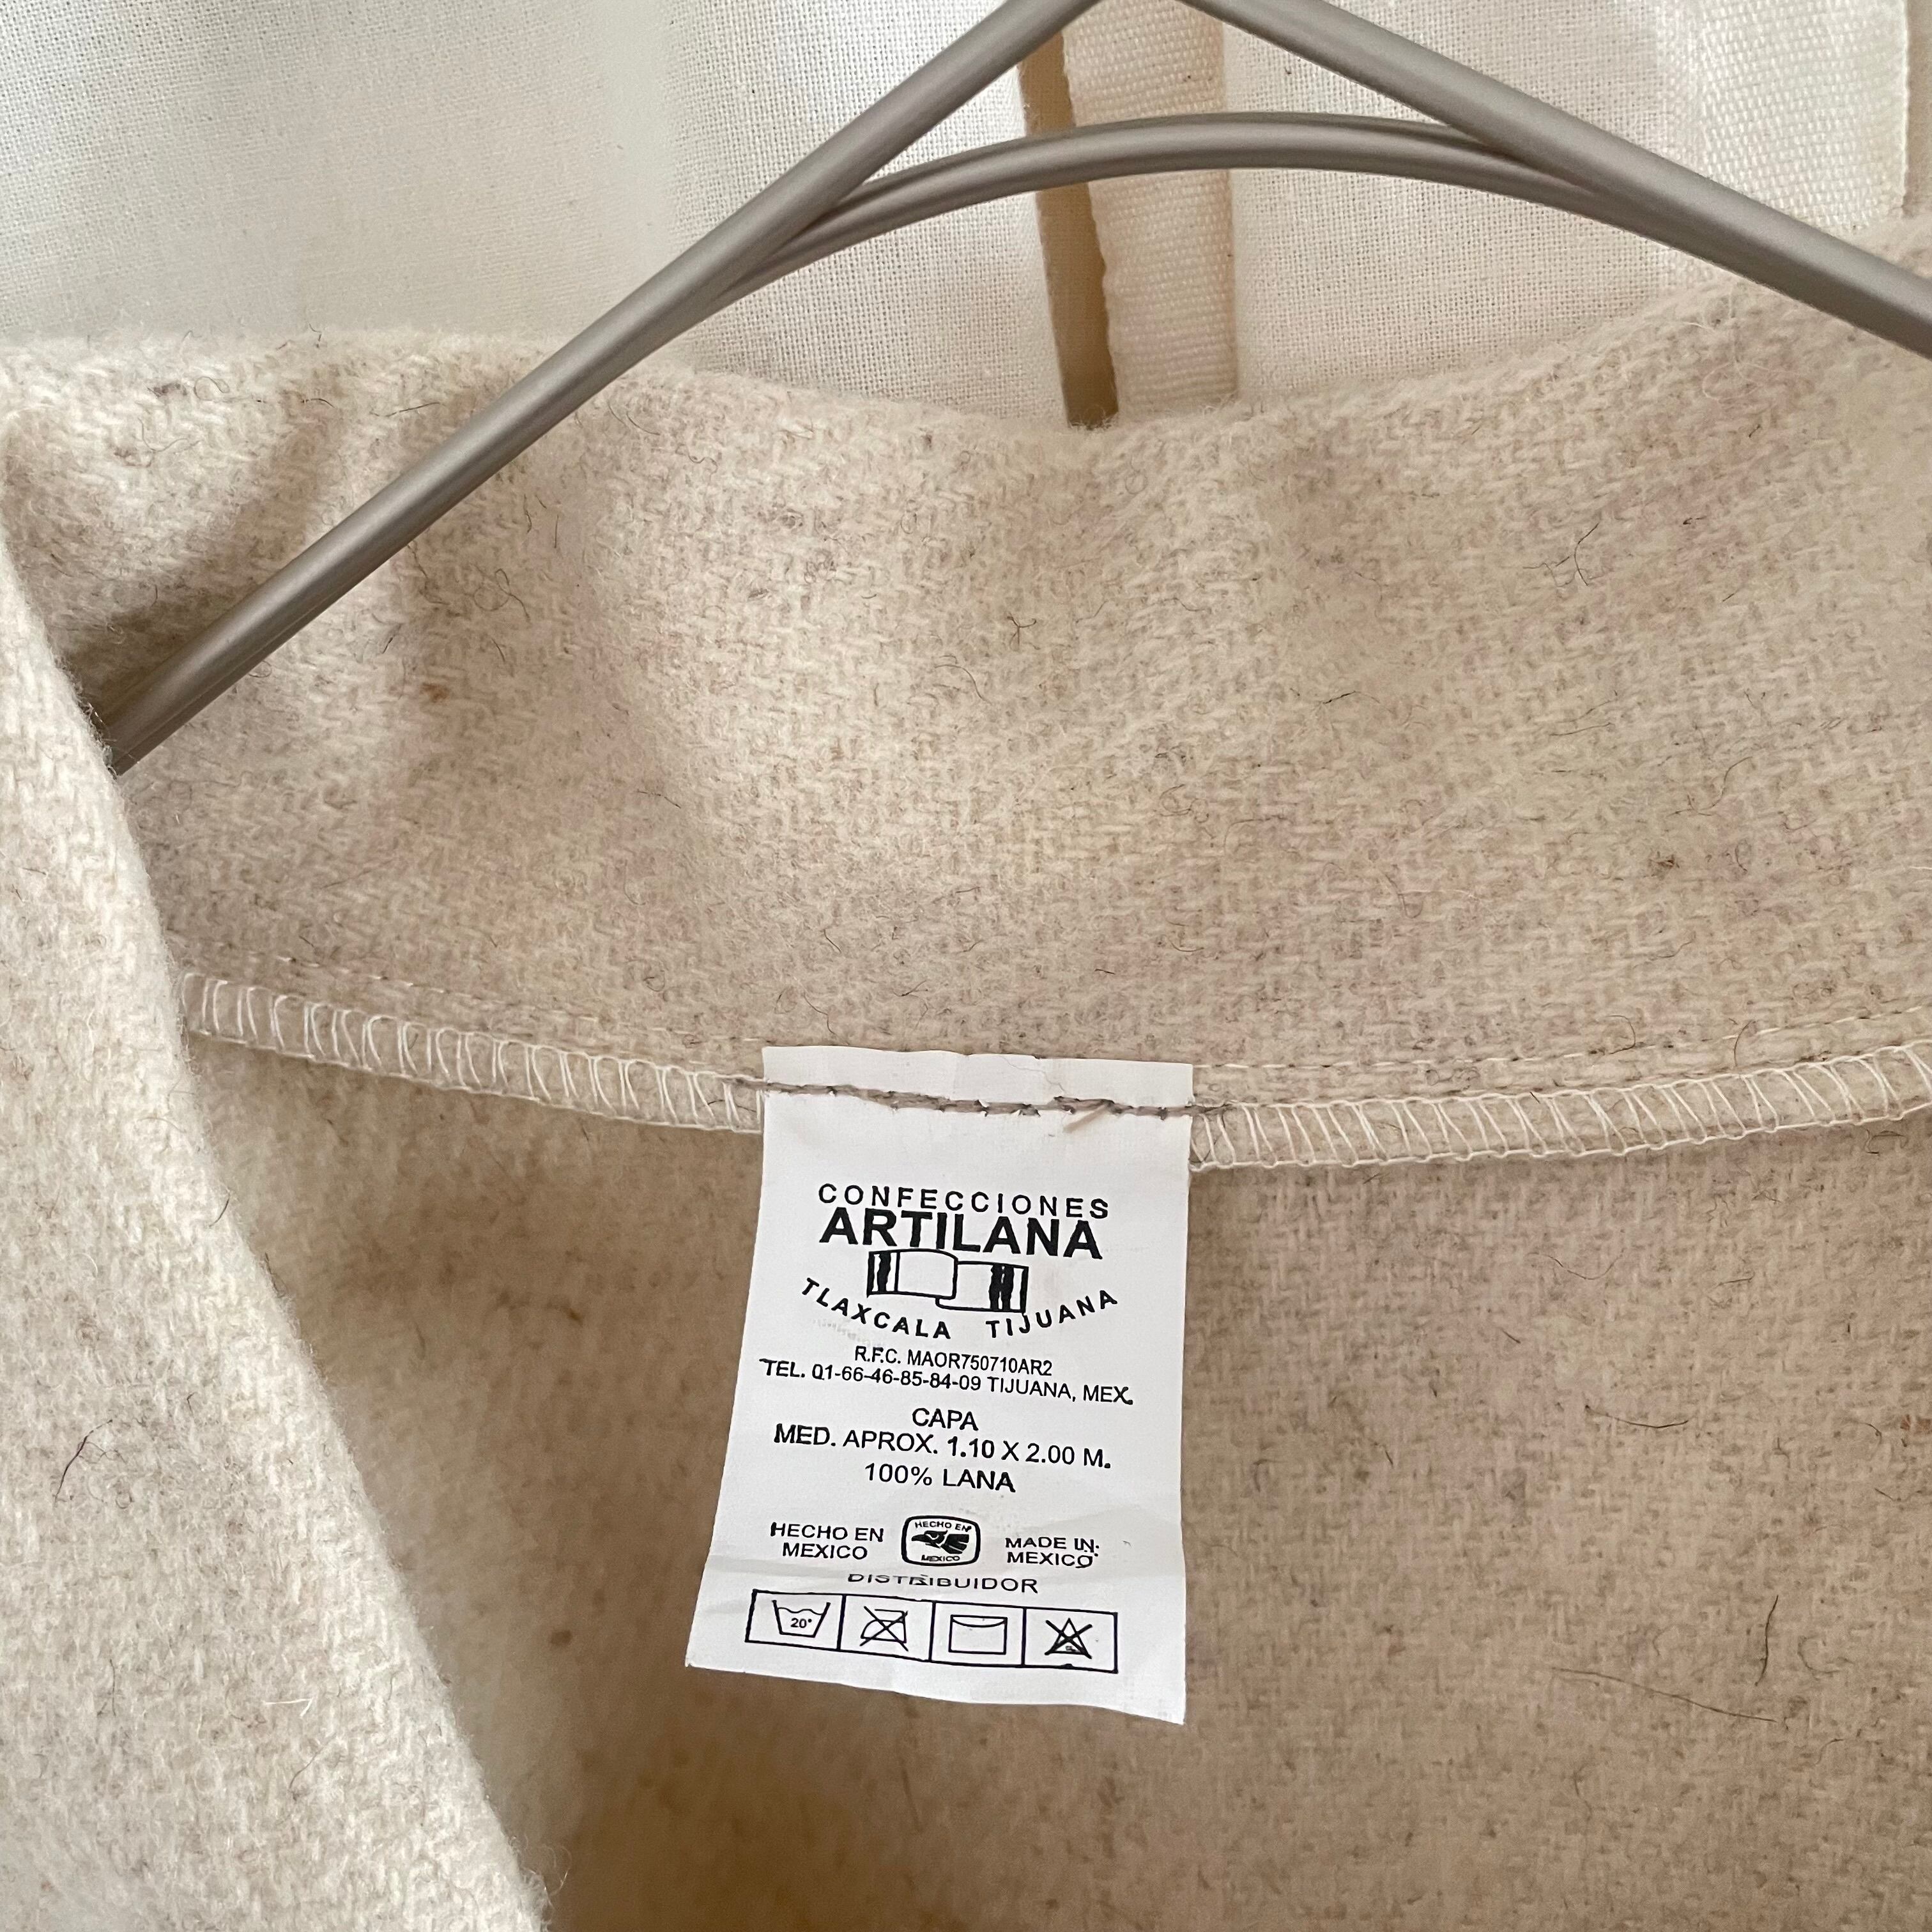 CONFECCIONES
ARTILANA
TLAXCALA TIJUANA
R.F.C. MAOR750710AR2
TEL. 01-66-46-85-84-09 TIJUANA, MEX.
CAPA
MED. APROX. 1.10 X 2.00 M.
100% LANA
HECHO EN
MEXICO
HECHO EN
MEXICO
MADE IN
MEXICO
DISTRIBUIDOR
20°